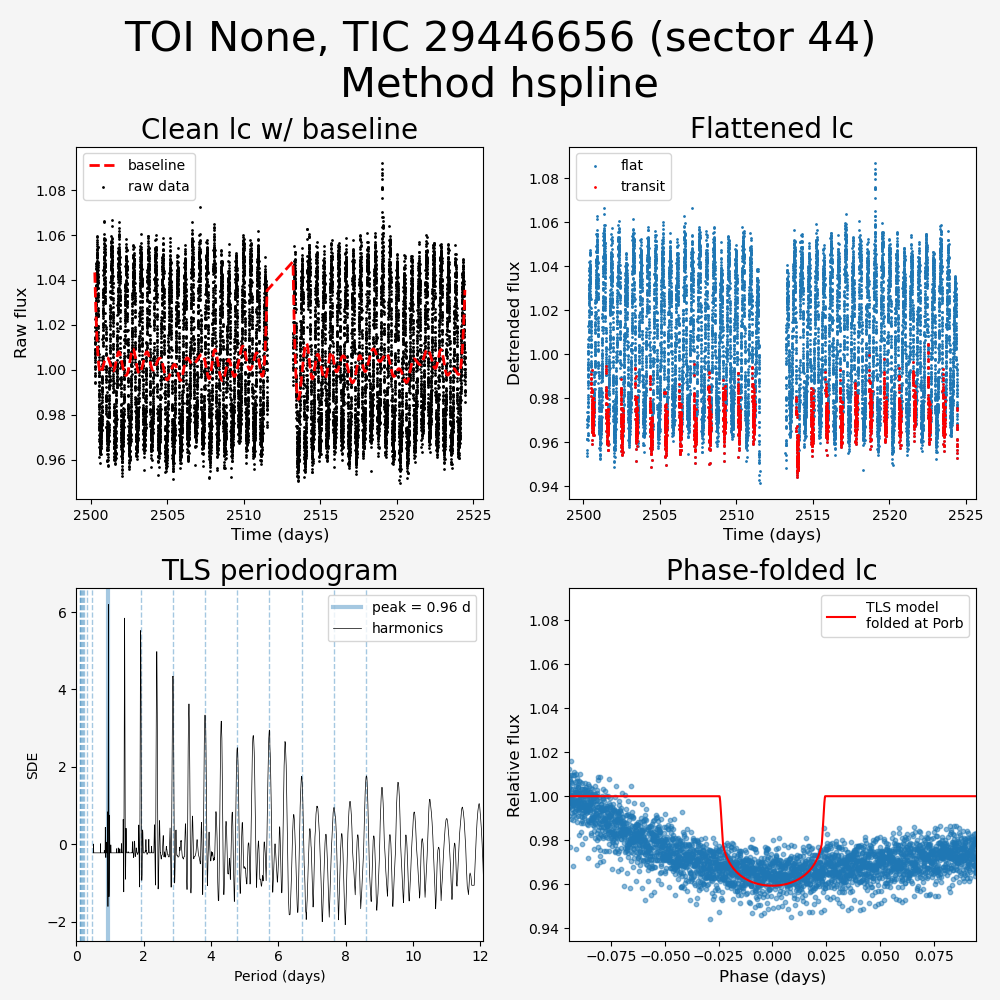 TOI None, TIC 29446656 (sector 44)
Method hspline
Clean lc w/ baseline
baseline
raw data
1.08
1.06
1.04
1.02
1.00
0.98
0.96
Raw flux
2500
2505
2510
2515
2520
2525
Time (days)
Flattened lc
flat
transit
1.08
1.06
1.04
1.02
1.00
0.98
0.96
0.94
Detrended flux
2500
2505
2510
2515
2520
2525
Time (days)
TLS periodogram
peak = 0.96 d
harmonics
6
4
2
0
−2
SDE
0
2
4
6
8
10
12
Period (days)
Phase-folded lc
TLS model
folded at Porb
1.08
1.06
1.04
1.02
1.00
0.98
0.96
0.94
Relative flux
−0.075
−0.050
−0.025
0.000
0.025
0.050
0.075
Phase (days)